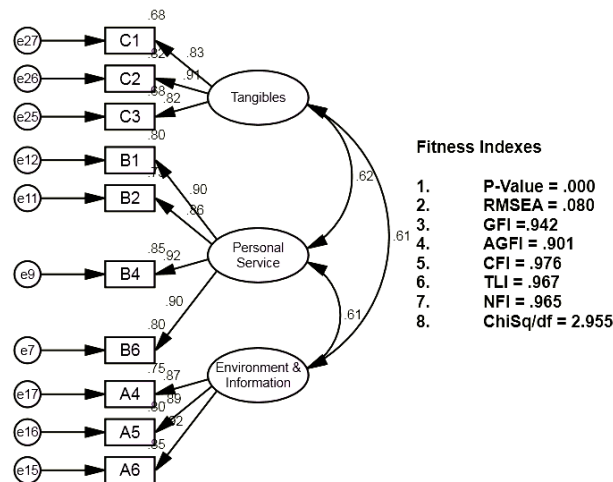 .68
e27
C1
.83
.82
e26
C2
.91
.68
e25
C3
.82
Tangibles
.80
e12
B1
.90
e11
B2
.86
.62
.61
Personal
Service
.85
.92
e9
B4
.90
.80
e7
B6
.61
.75
.87
Environment &
Information
e17
A4
.89
.80
e16
A5
.92
.85
e15
A6
Fitness Indexes
1. P-Value = .000
2. RMSEA = .080
3. GFI =.942
4. AGFI = .901
5. CFI = .976
6. TLI = .967
7. NFI = .965
8. ChiSq/df = 2.955